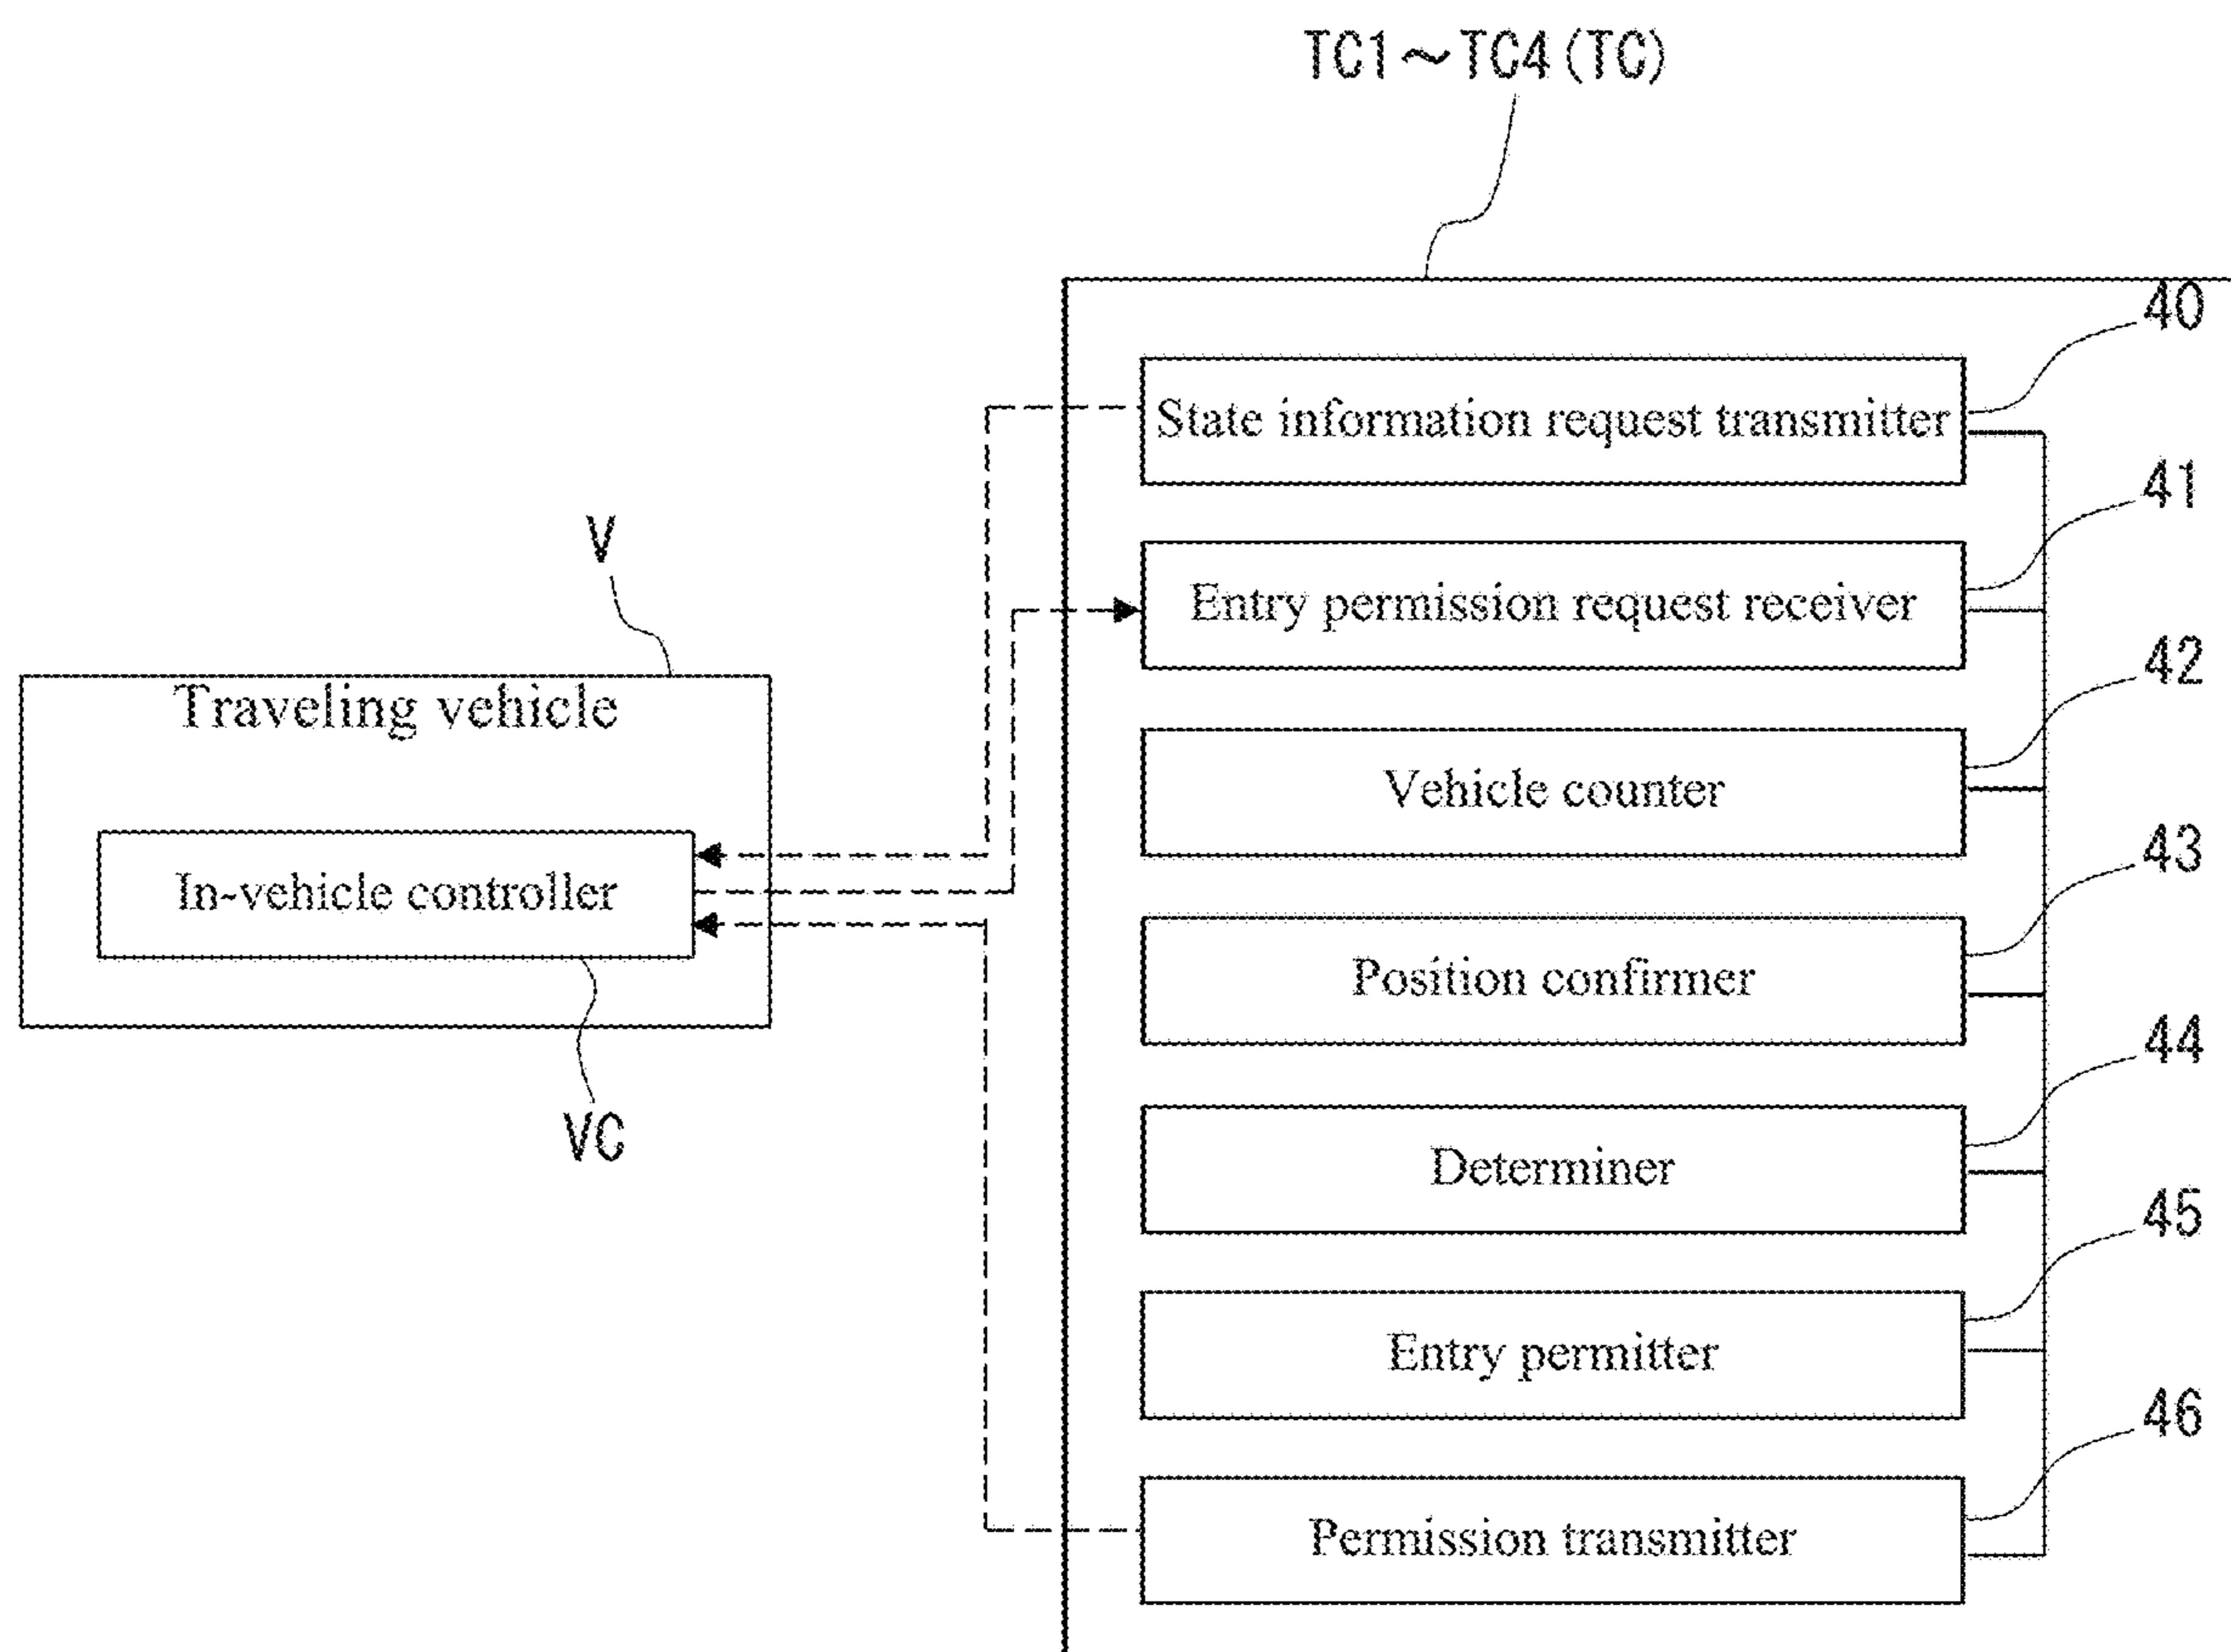 TC1～TC4(TC)
40
State information request transmitter
41
Entry permission request receiver
V
42
Traveling vehicle
Vehicle counter
43
In-vehicle controller
Position confirmer
44
VC
Determiner
45
Entry permitter
46
Permission transmitter